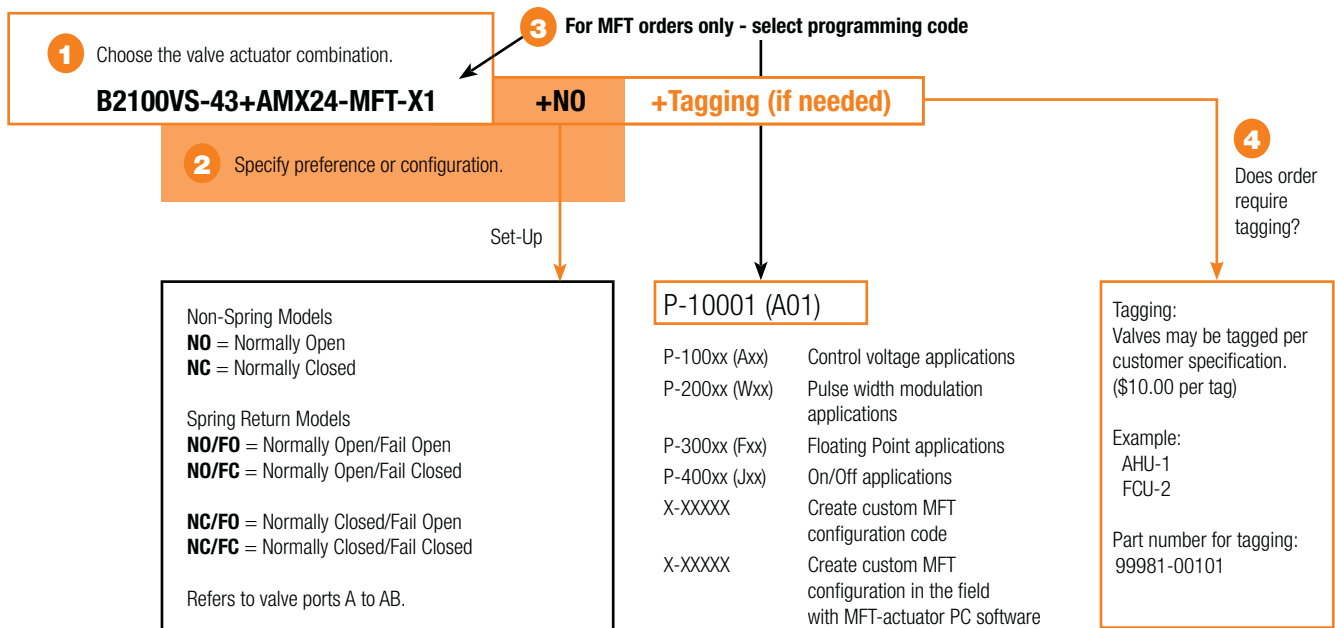 3 For MFT orders only - select programming code
1 Choose the valve actuator combination.
B2100VS-43+AMX24-MFT-X1 +NO +Tagging (if needed)
2 Specify preference or configuration.
4
Does order
require
tagging?
Set-Up
Non-Spring Models
NO = Normally Open
NC = Normally Closed
Spring Return Models
NO/FO = Normally Open/Fail Open
NO/FC = Normally Open/Fail Closed
NC/FO = Normally Closed/Fail Open
NC/FC = Normally Closed/Fail Closed
Refers to valve ports A to AB.
P-10001 (A01)
P-100xx (Axx) Control voltage applications
P-200xx (Wxx) Pulse width modulation
applications
P-300xx (Fxx) Floating Point applications
P-400xx (Jxx) On/Off applications
X-XXXXX Create custom MFT
configuration code
X-XXXXX Create custom MFT
configuration in the field
with MFT-actuator PC software
Tagging:
Valves may be tagged per
customer specification.
($10.00 per tag)
Example:
AHU-1
FCU-2
Part number for tagging:
99981-00101